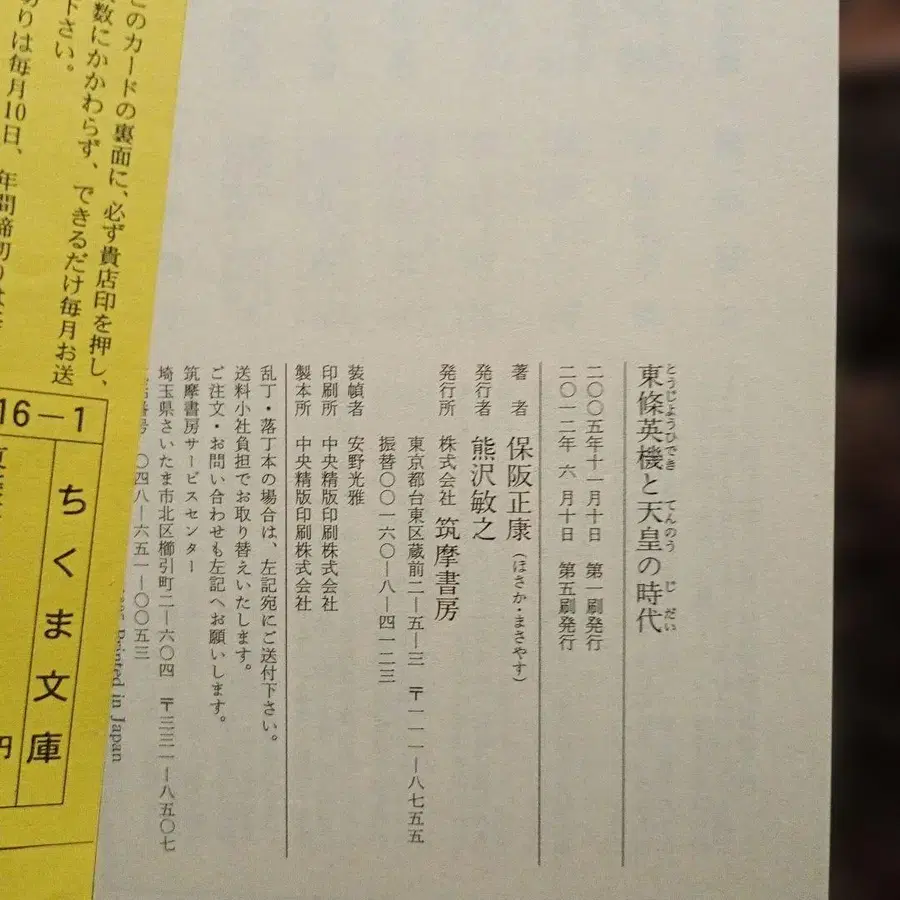 東條英機と天皇の時代
とうじょうひでき てんのう じだい
二〇〇五年十一月十日 第一刷発行
二〇一二年 六月十日 第五刷発行
著者 保阪正康（ほさか・まさやす）
発行者 熊沢敏之
発行所 株式会社 筑摩書房
東京都台東区蔵前二―五―三 〒一一一―八七五五
振替〇〇一六〇―八―四一二三
装幀者 安野光雅
印刷所 中央精版印刷株式会社
製本所 中央精版印刷株式会社
乱丁・落丁本の場合は、左記宛にご送付下さい。
送料小社負担でお取り替えいたします。
ご注文・お問い合わせも左記へお願いします。
筑摩書房サービスセンター
埼玉県さいたま市北区櫛引町二―六〇四 〒三三一―八五〇七
番号 〇四八―六五一―〇〇五三
Printed in Japan
このカードの裏面に、必ず貴店印を押し、
数にかかわらず、できるだけ毎月お送
下さい。
切りは毎月10日、年間締切りは
16－1
ちくま文庫
円